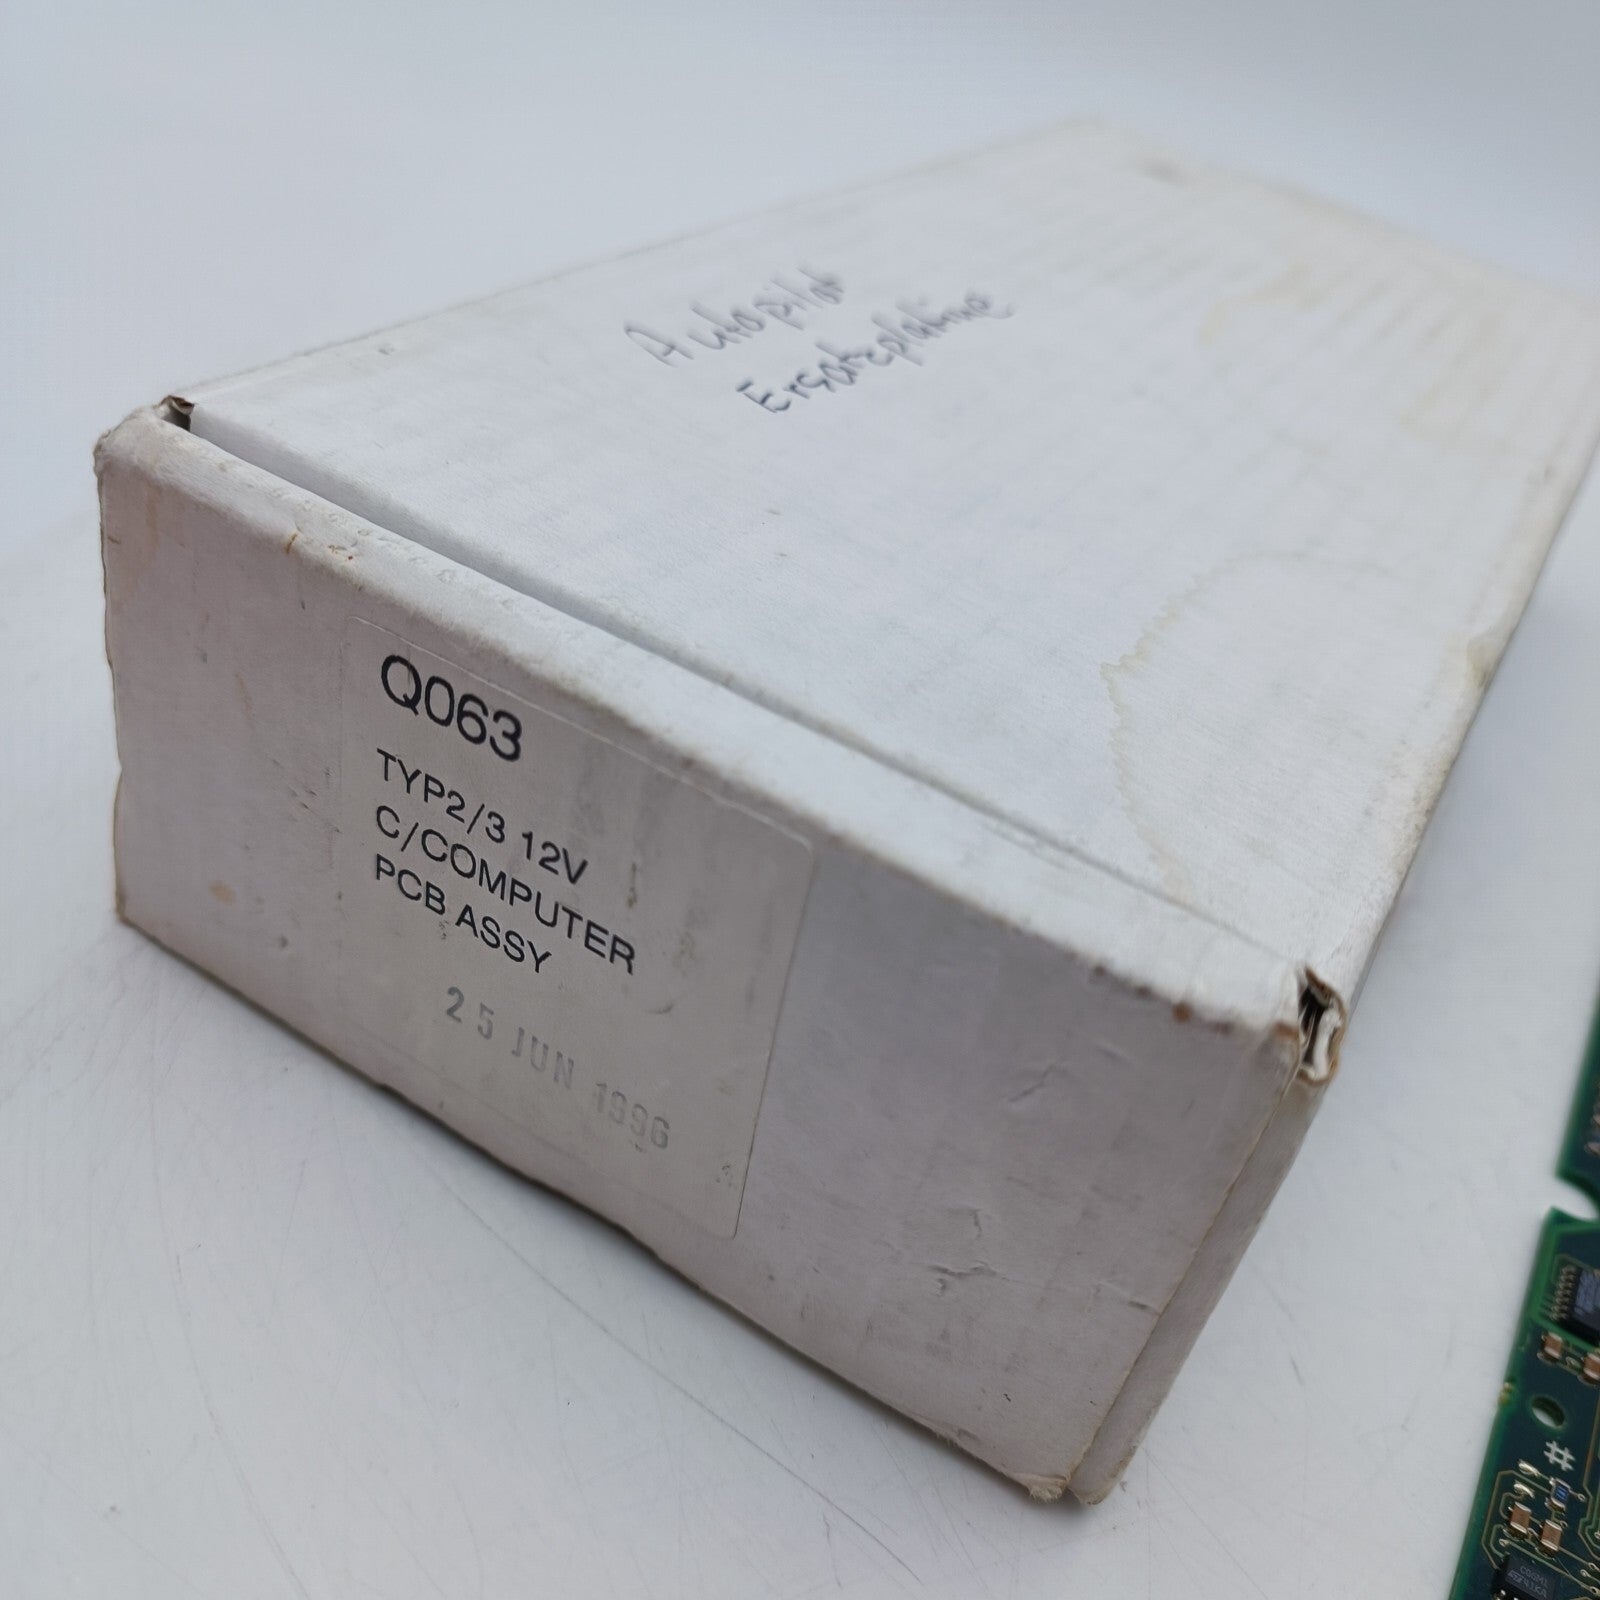 Autopilot
Ersatzplatine
Q063
TYP2/3 12V
C/COMPUTER
PCB ASSY
25 JUN 1996
A
#